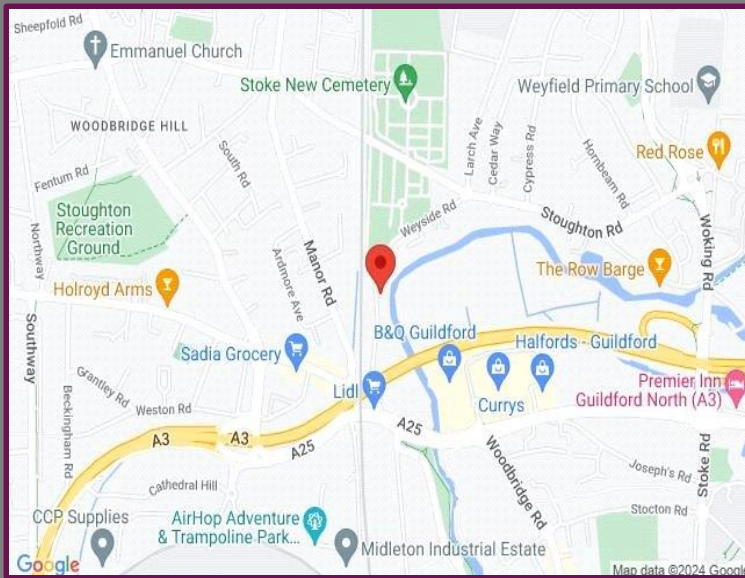 Sheepfold Rd
Emmanuel Church
Stoke New Cemetery
Weyfield Primary School
WOODBRIDGE HILL
South Rd
Larch Ave
Cedar Way
Cypress Rd
Hornbeam Rd
Red Rose
Fentum Rd
Stoughton
Recreation
Ground
Northway
Weyside Rd
Stoughton Rd
Woking Rd
Manor Rd
Ardmore Ave
Holroyd Arms
The Row Barge
Southway
Sadia Grocery
B&Q Guildford
Halfords - Guildford
Grantley Rd
Beckingham Rd
Weston Rd
Lidl
Currys
Premier Inn
Guildford North (A3)
A3
A3
A25
A25
Woodbridge Rd
Stoke Rd
Joseph's Rd
Cathedral Hill
Stocton Rd
CCP Supplies
AirHop Adventure
& Trampoline Park...
Midleton Industrial Estate
Google
Map data ©2024 Google